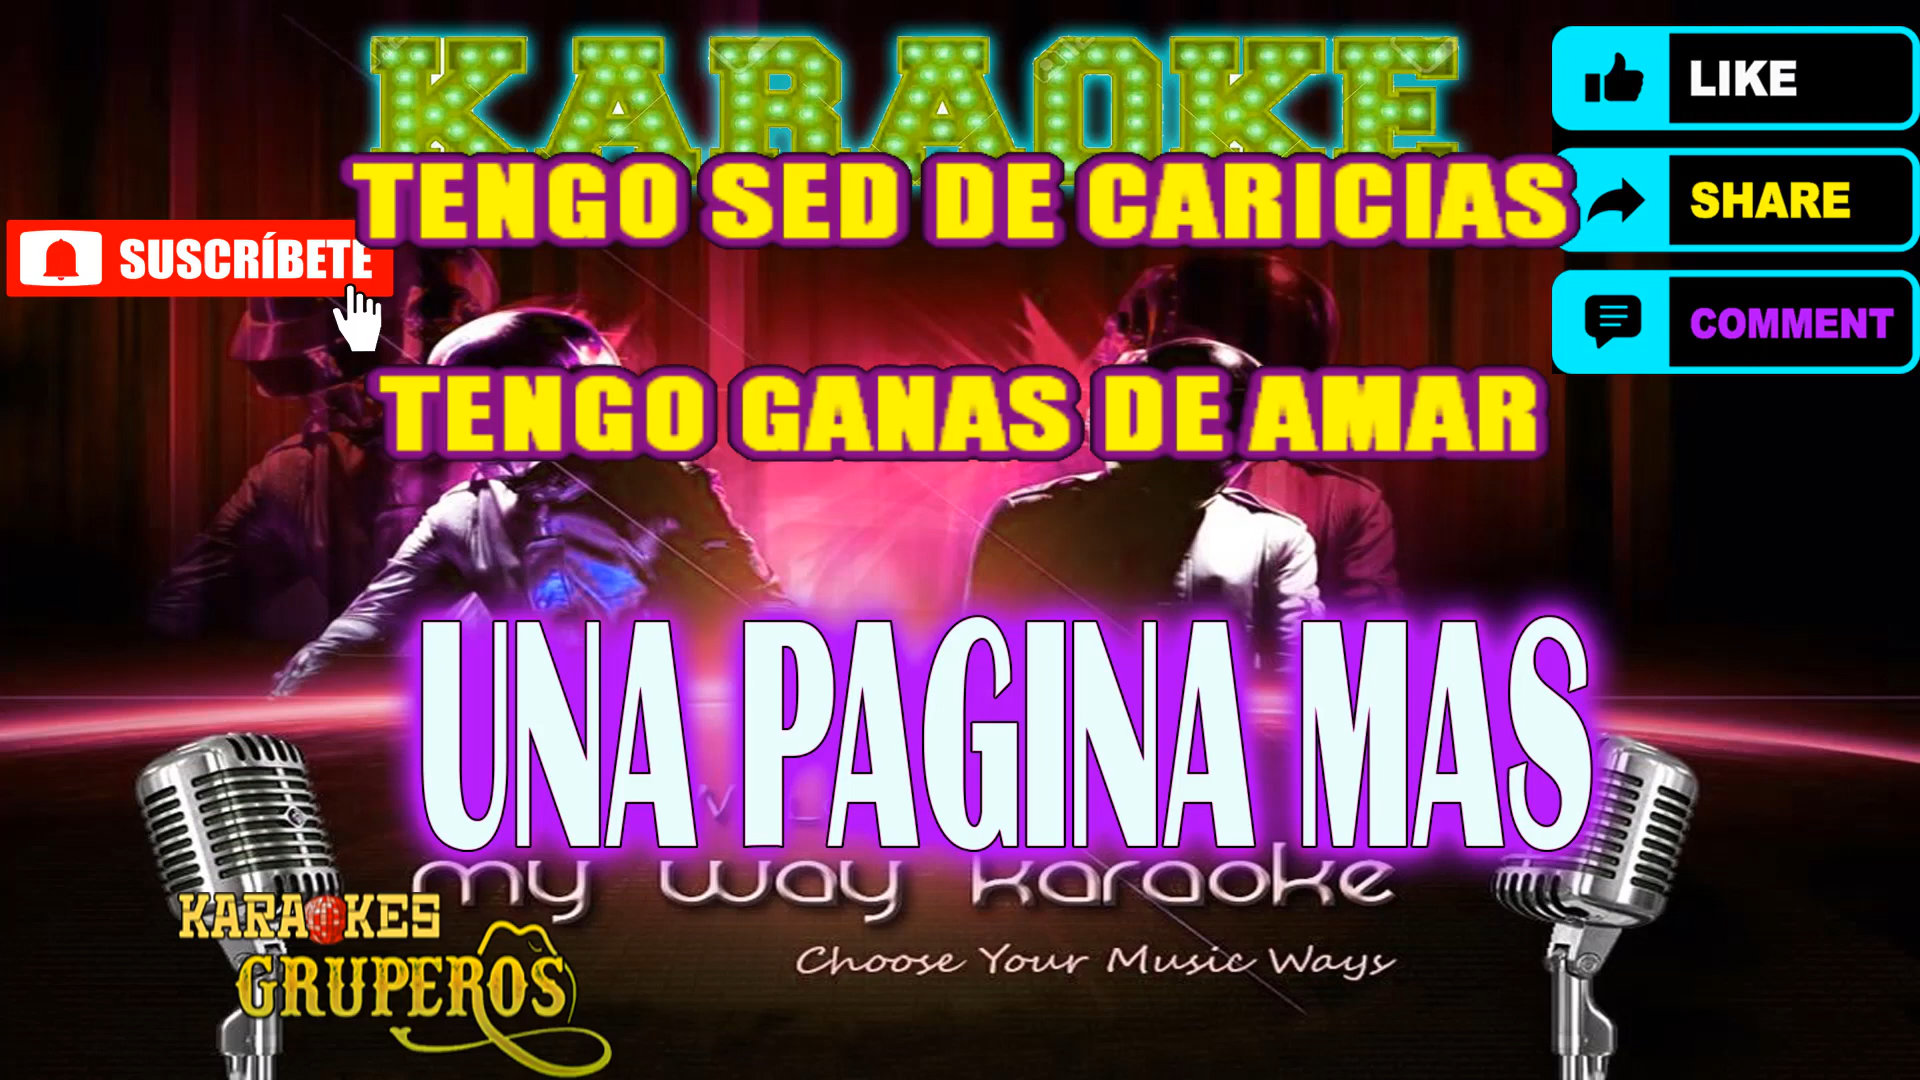 KARAOKE
LIKE
TENGO SED DE CARICIAS
SHARE
SUSCRÍBETE
COMMENT
TENGO GANAS DE AMAR
UNA PAGINA MAS
my way karaoke
KARAOKES
GRUPEROS
Choose Your Music Ways